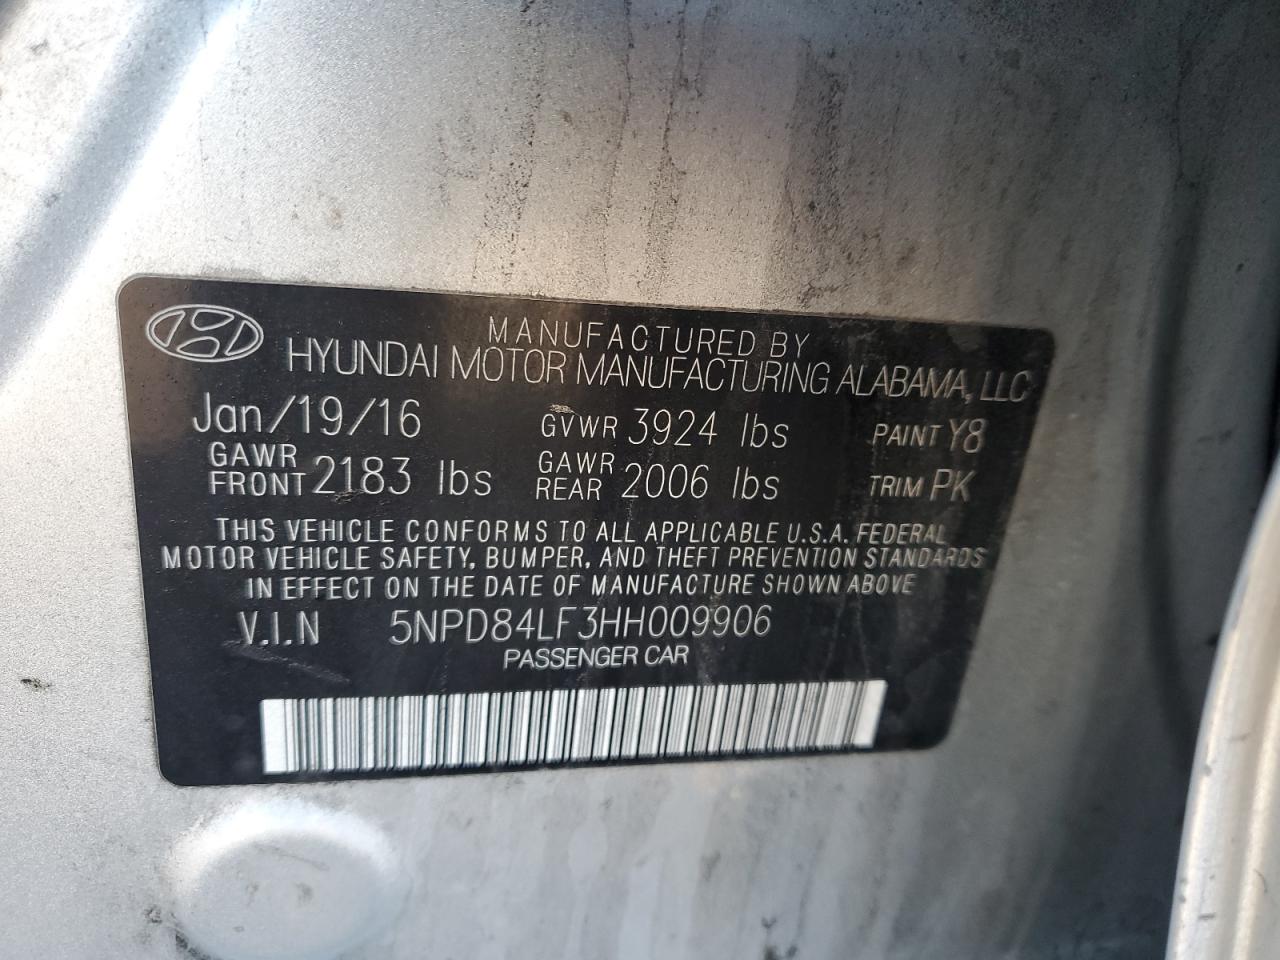 MANUFACTURED BY
HYUNDAI MOTOR MANUFACTURING ALABAMA, LLC
Jan/19/16 GVWR 3924 lbs PAINT Y8
GAWR FRONT 2183 lbs GAWR REAR 2006 lbs TRIM PK
THIS VEHICLE CONFORMS TO ALL APPLICABLE U.S.A. FEDERAL
MOTOR VEHICLE SAFETY, BUMPER, AND THEFT PREVENTION STANDARDS
IN EFFECT ON THE DATE OF MANUFACTURE SHOWN ABOVE
V.I.N 5NPD84LF3HH009906
PASSENGER CAR